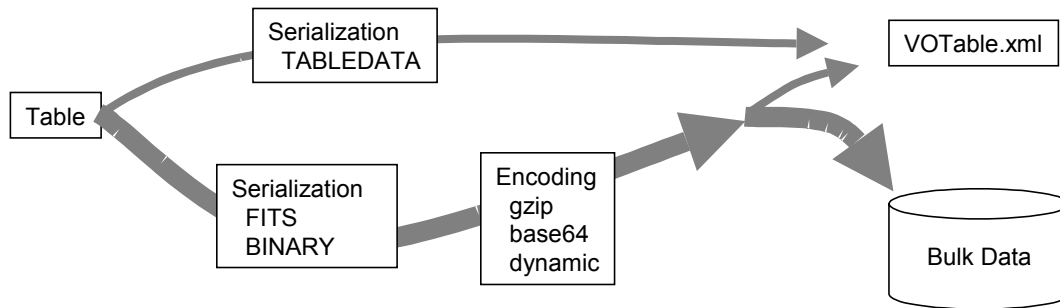 Serialization
TABLEDATA
VOTable.xml
Table
Serialization
FITS
BINARY
Encoding
gzip
base64
dynamic
Bulk Data